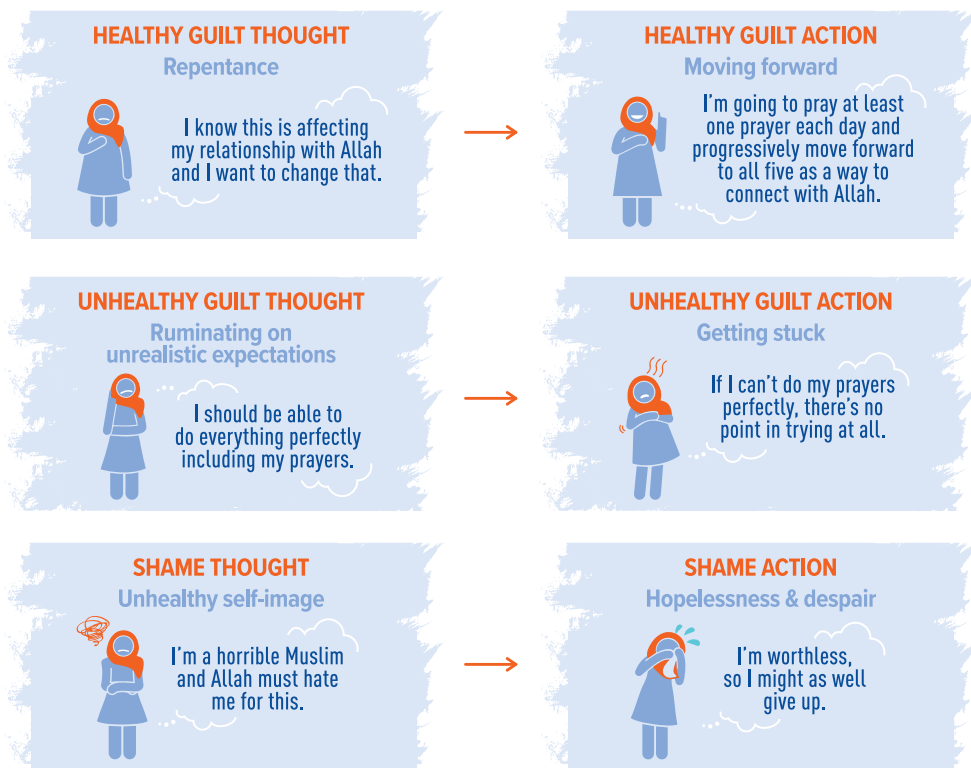 HEALTHY GUILT THOUGHT
Repentance
I know this is affecting
my relationship with Allah
and I want to change that.
HEALTHY GUILT ACTION
Moving forward
I'm going to pray at least
one prayer each day and
progressively move forward
to all five as a way to
connect with Allah.
UNHEALTHY GUILT THOUGHT
Ruminating on
unrealistic expectations
I should be able to
do everything perfectly
including my prayers.
UNHEALTHY GUILT ACTION
Getting stuck
If I can't do my prayers
perfectly, there's no
point in trying at all.
SHAME THOUGHT
Unhealthy self-image
I'm a horrible Muslim
and Allah must hate
me for this.
SHAME ACTION
Hopelessness & despair
I'm worthless,
so I might as well
give up.